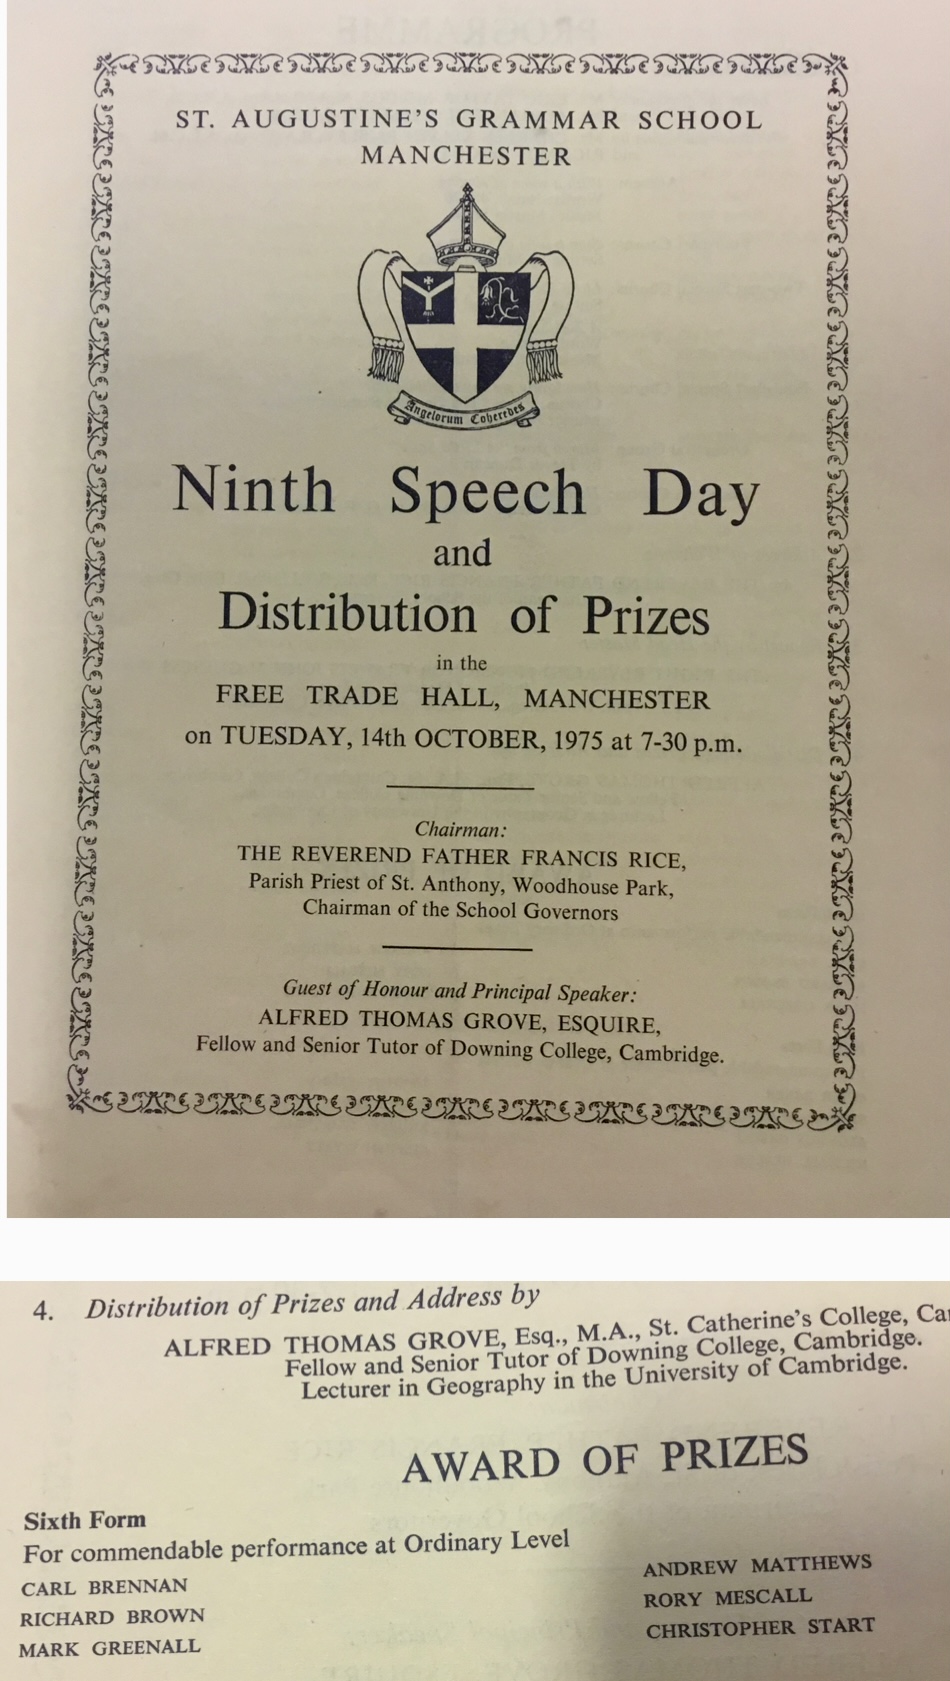 ST. AUGUSTINE'S GRAMMAR SCHOOL
MANCHESTER
Angelorum Coheredes
Ninth Speech Day
and
Distribution of Prizes
in the
FREE TRADE HALL, MANCHESTER
on TUESDAY, 14th OCTOBER, 1975 at 7-30 p.m.
Chairman:
THE REVEREND FATHER FRANCIS RICE,
Parish Priest of St. Anthony, Woodhouse Park,
Chairman of the School Governors
Guest of Honour and Principal Speaker:
ALFRED THOMAS GROVE, ESQUIRE,
Fellow and Senior Tutor of Downing College, Cambridge.
4. Distribution of Prizes and Address by
ALFRED THOMAS GROVE, Esq., M.A., St. Catherine's College,
Fellow and Senior Tutor of Downing College, Cambridge.
Lecturer in Geography in the University of Cambridge.
AWARD OF PRIZES
Sixth Form
For commendable performance at Ordinary Level
CARL BRENNAN
RICHARD BROWN
MARK GREENALL
ANDREW MATTHEWS
RORY MESCALL
CHRISTOPHER START